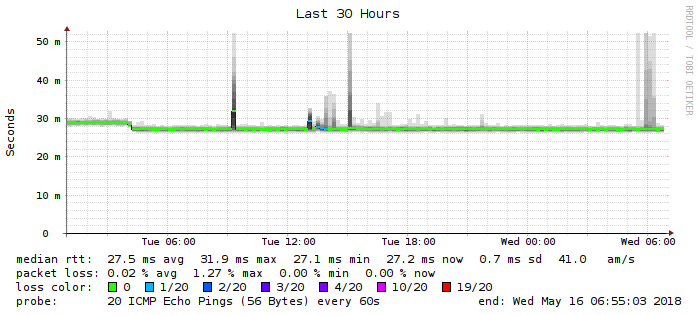 Last 30 Hours
RRDTOOL / TOBI OETIKER
Seconds
50 m
40 m
30 m
20 m
10 m
0
Tue 06:00 Tue 12:00 Tue 18:00 Wed 00:00 Wed 06:00
median rtt: 27.5 ms avg 31.9 ms max 27.1 ms min 27.2 ms now 0.7 ms sd 41.0 am/s
packet loss: 0.02 % avg 1.27 % max 0.00 % min 0.00 % now
loss color: 0 1/20 2/20 3/20 4/20 10/20 19/20
probe: 20 ICMP Echo Pings (56 Bytes) every 60s end: Wed May 16 06:55:03 2018